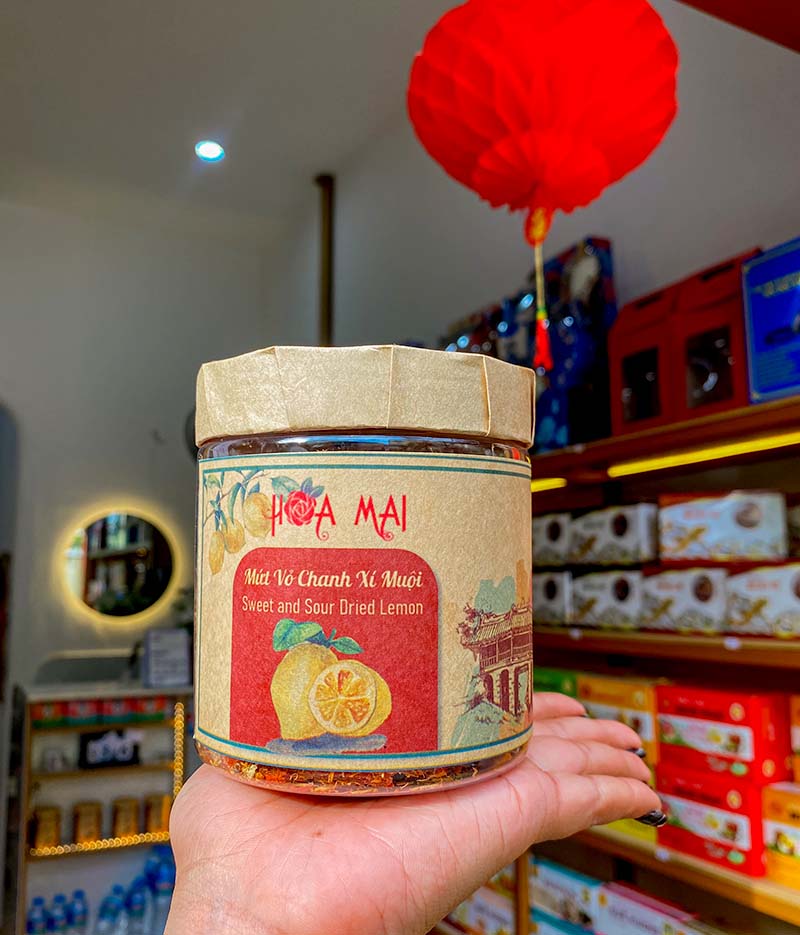 HOA MAI
Mứt Vỏ Chanh Xí Muội
Sweet and Sour Dried Lemon